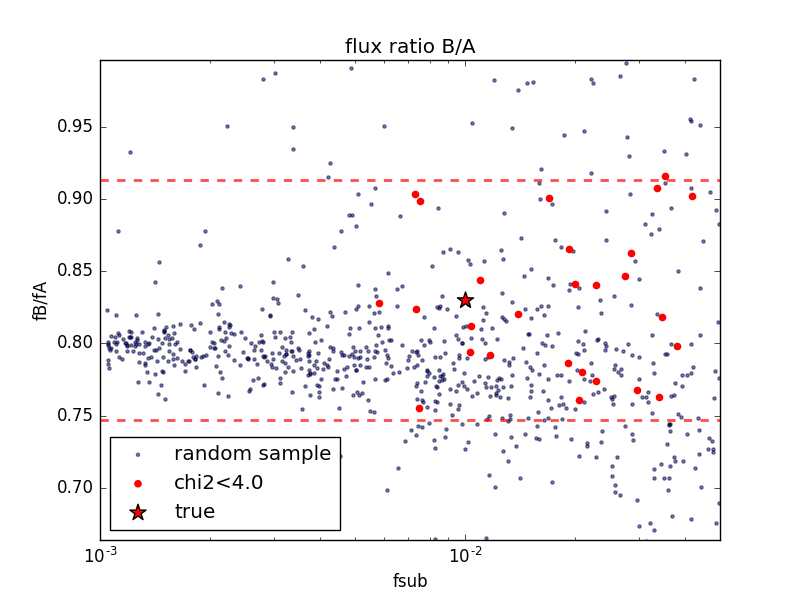 flux ratio B/A
0.95
0.90
0.85
0.80
0.75
0.70
fB/fA
random sample
chi2<4.0
true
10^-3
10^-2
fsub